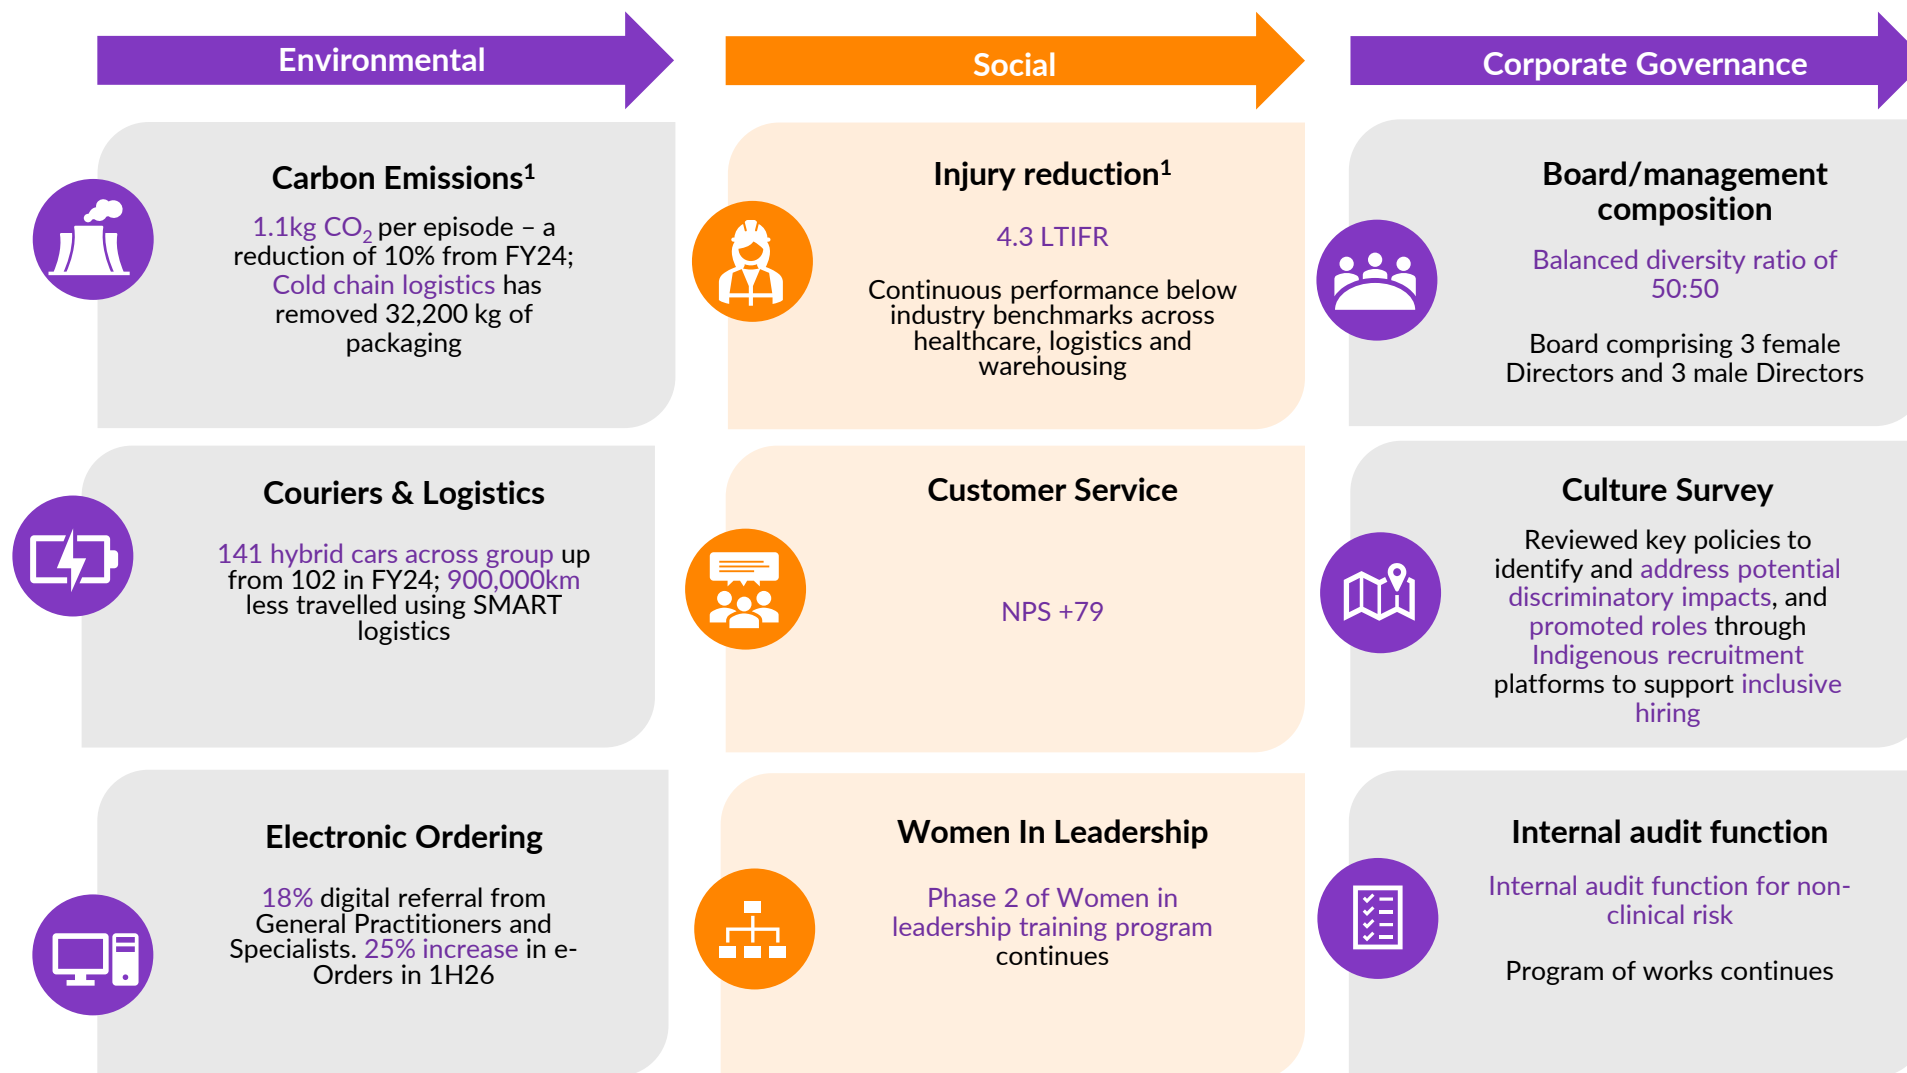 Environmental
Carbon Emissions¹
1.1kg CO₂ per episode – a
reduction of 10% from FY24;
Cold chain logistics has
removed 32,200 kg of
packaging
Couriers & Logistics
141 hybrid cars across group up
from 102 in FY24; 900,000km
less travelled using SMART
logistics
Electronic Ordering
18% digital referral from
General Practitioners and
Specialists. 25% increase in e-
Orders in 1H26
Social
Injury reduction¹
4.3 LTIFR
Continuous performance below
industry benchmarks across
healthcare, logistics and
warehousing
Customer Service
NPS +79
Women In Leadership
Phase 2 of Women in
leadership training program
continues
Corporate Governance
Board/management
composition
Balanced diversity ratio of
50:50
Board comprising 3 female
Directors and 3 male Directors
Culture Survey
Reviewed key policies to
identify and address potential
discriminatory impacts, and
promoted roles through
Indigenous recruitment
platforms to support inclusive
hiring
Internal audit function
Internal audit function for non-
clinical risk
Program of works continues